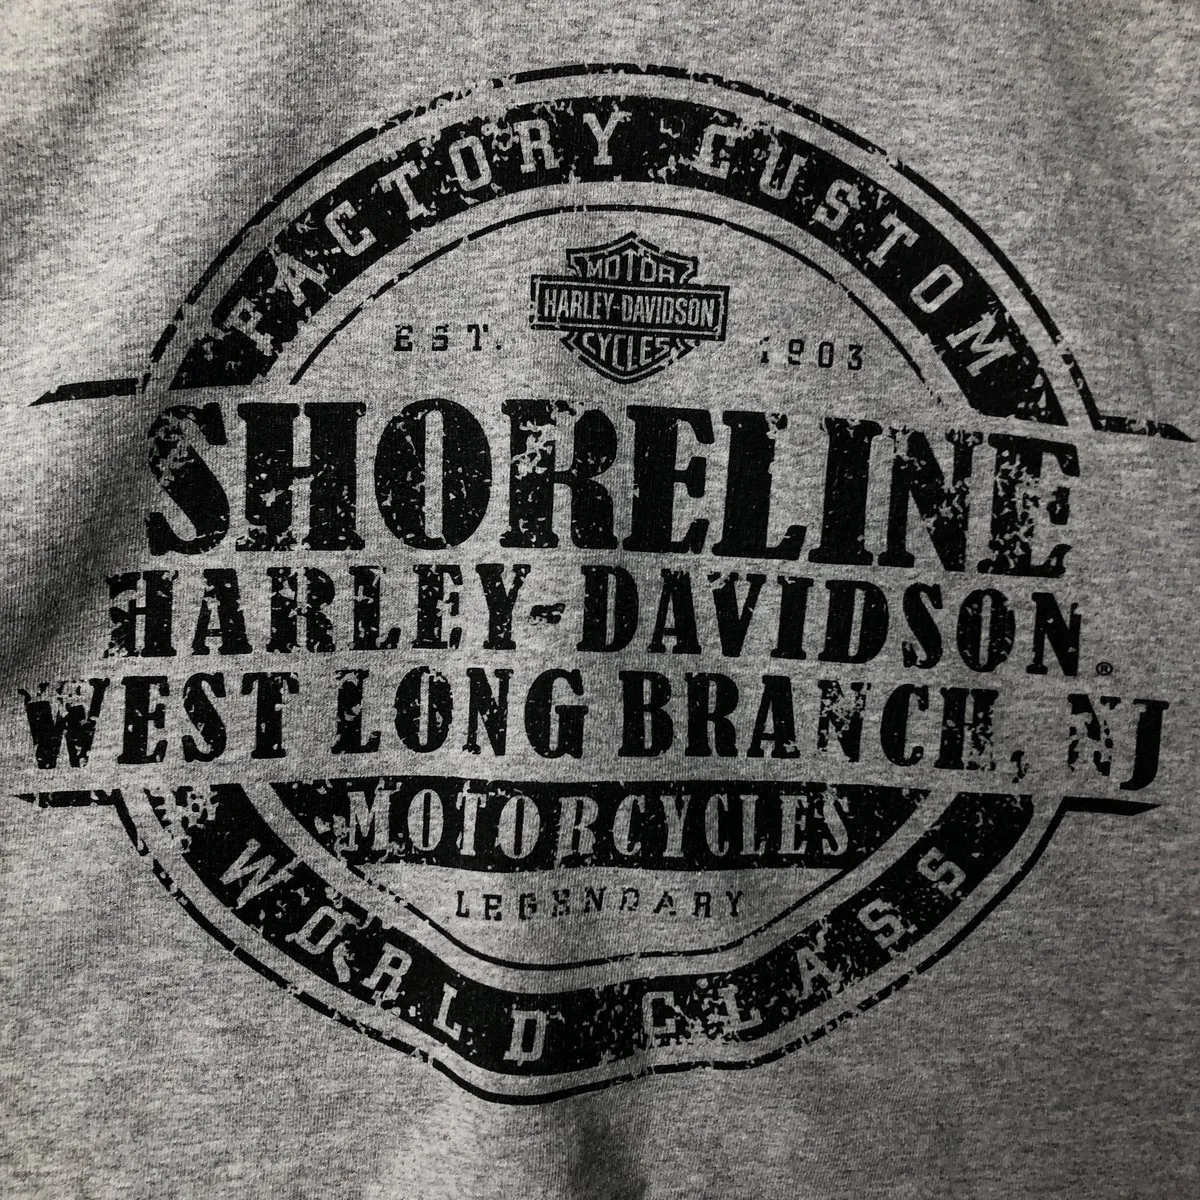 FACTORY CUSTOM
MOTOR
HARLEY-DAVIDSON
CYCLES
EST. 1903
SHORELINE
HARLEY-DAVIDSON®
WEST LONG BRANCH, NJ
MOTORCYCLES
LEGENDARY
WORLD CLASS